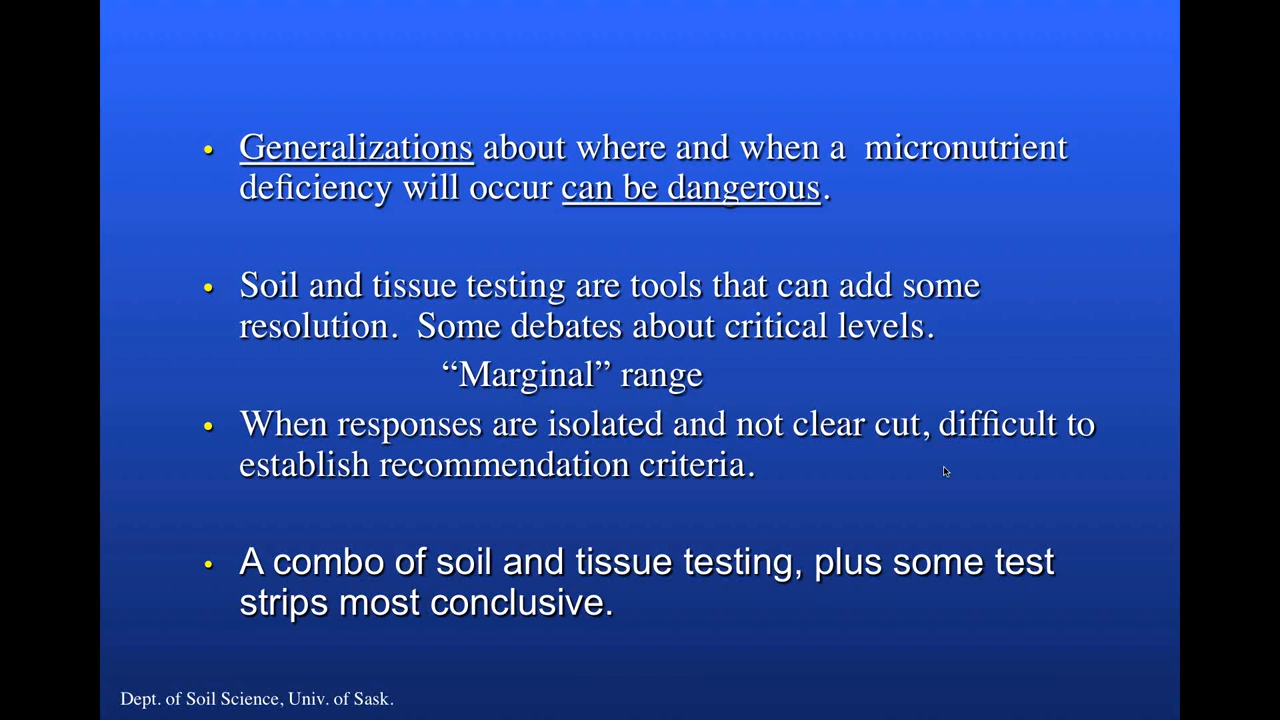 • Generalizations about where and when a  micronutrient
deficiency will occur can be dangerous.
• Soil and tissue testing are tools that can add some
resolution.  Some debates about critical levels.
“Marginal” range
• When responses are isolated and not clear cut, difficult to
establish recommendation criteria.
• A combo of soil and tissue testing, plus some test
strips most conclusive.
Dept. of Soil Science, Univ. of Sask.